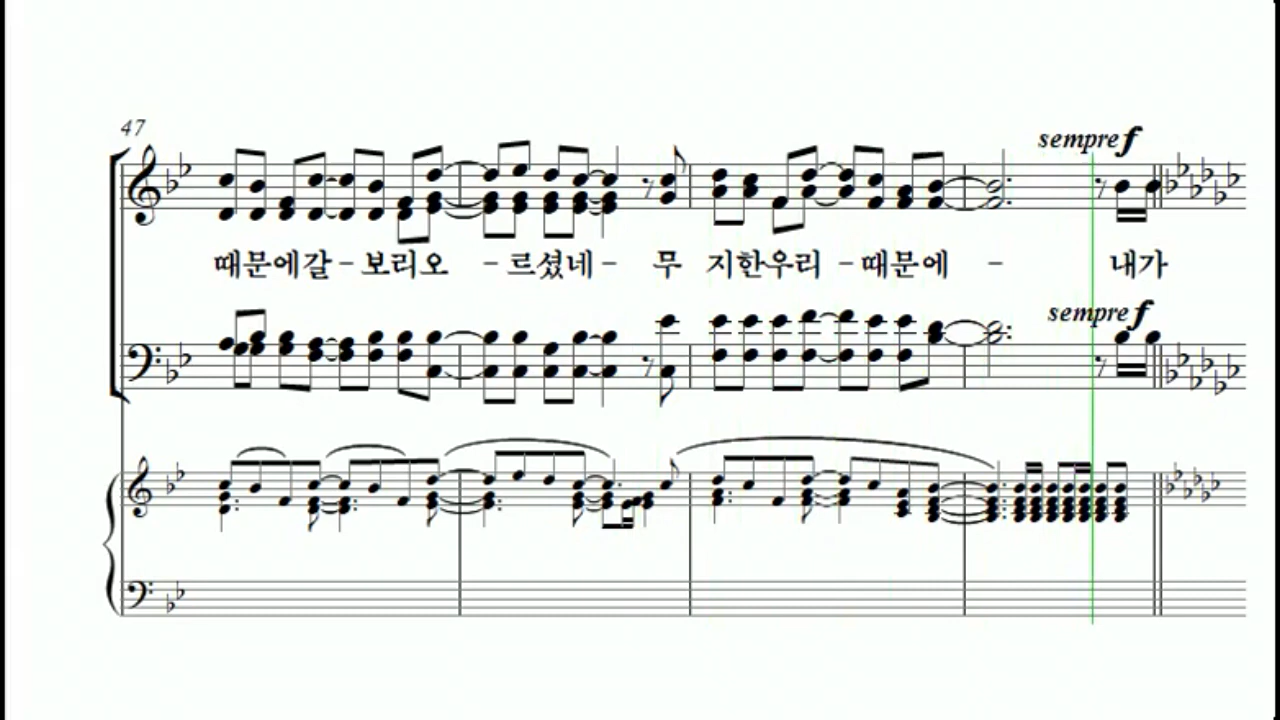 47
sempre f
때문에갈 - 보리오 - 르셨네 - 무 지한우리 - 때문에 - 내가
sempre f